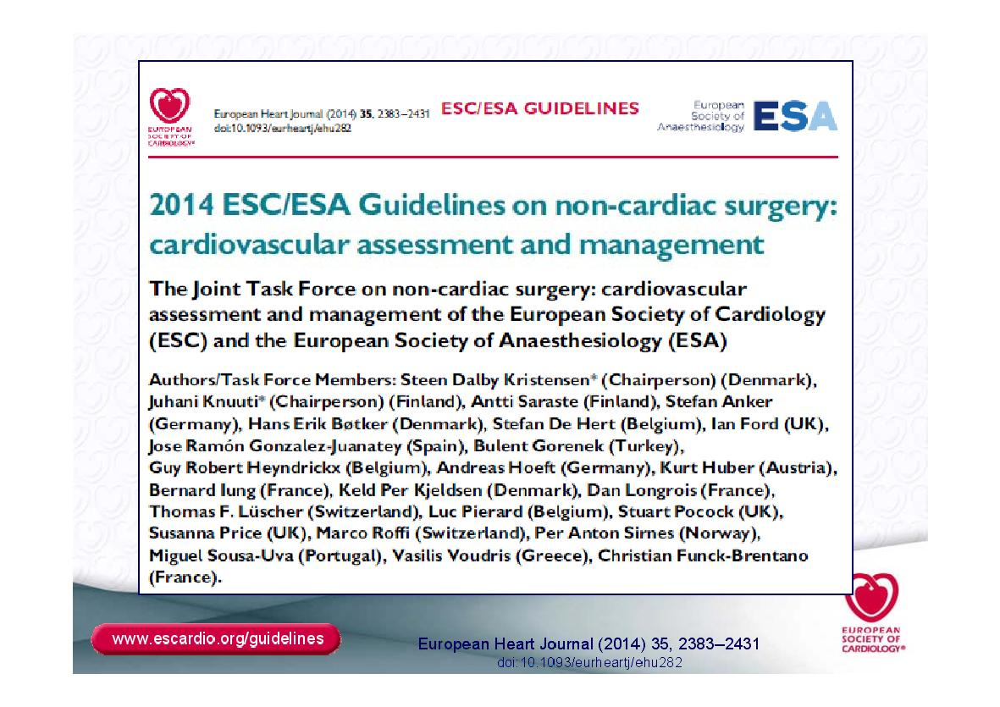 EUROPEAN
SOCIETY OF
CARDIOLOGY®
European Heart Journal (2014) 35, 2383–2431
doi:10.1093/eurheartj/ehu282
ESC/ESA GUIDELINES
European
Society of
Anaesthesiology
ESA
2014 ESC/ESA Guidelines on non-cardiac surgery:
cardiovascular assessment and management
The Joint Task Force on non-cardiac surgery: cardiovascular
assessment and management of the European Society of Cardiology
(ESC) and the European Society of Anaesthesiology (ESA)
Authors/Task Force Members: Steen Dalby Kristensen* (Chairperson) (Denmark),
Juhani Knuuti* (Chairperson) (Finland), Antti Saraste (Finland), Stefan Anker
(Germany), Hans Erik Bøtker (Denmark), Stefan De Hert (Belgium), Ian Ford (UK),
Jose Ramón Gonzalez-Juanatey (Spain), Bulent Gorenek (Turkey),
Guy Robert Heyndrickx (Belgium), Andreas Hoeft (Germany), Kurt Huber (Austria),
Bernard Iung (France), Keld Per Kjeldsen (Denmark), Dan Longrois (France),
Thomas F. Lüscher (Switzerland), Luc Pierard (Belgium), Stuart Pocock (UK),
Susanna Price (UK), Marco Roffi (Switzerland), Per Anton Sirnes (Norway),
Miguel Sousa-Uva (Portugal), Vasilis Voudris (Greece), Christian Funck-Brentano
(France).
www.escardio.org/guidelines
European Heart Journal (2014) 35, 2383–2431
doi:10.1093/eurheartj/ehu282
EUROPEAN
SOCIETY OF
CARDIOLOGY®